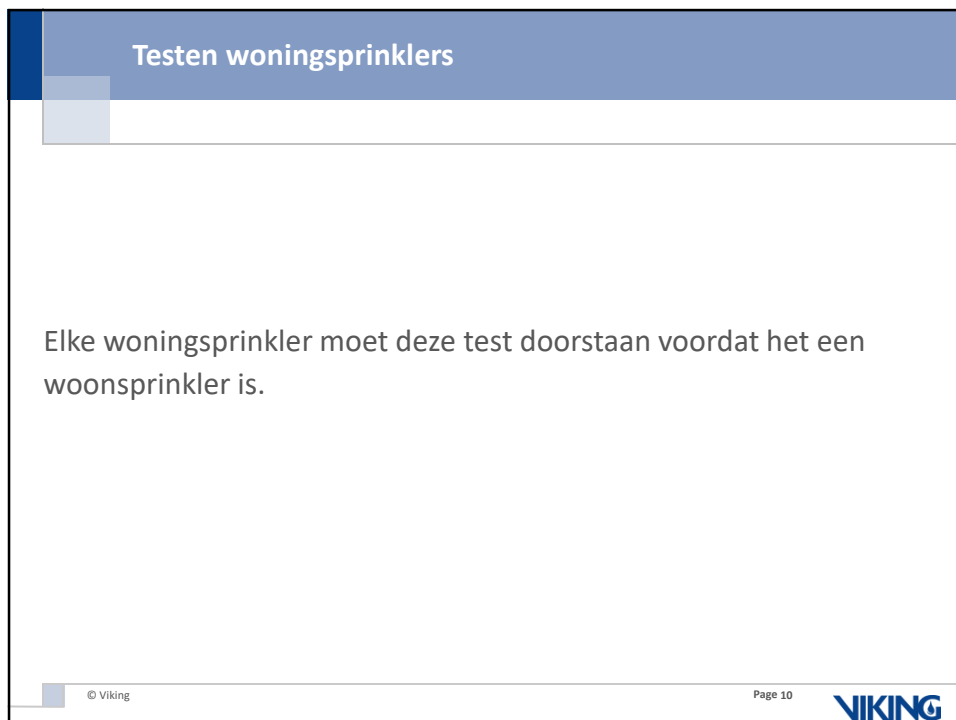 Testen woningsprinklers
Elke woningsprinkler moet deze test doorstaan voordat het een
woonsprinkler is.
© Viking
Page 10
VIKING